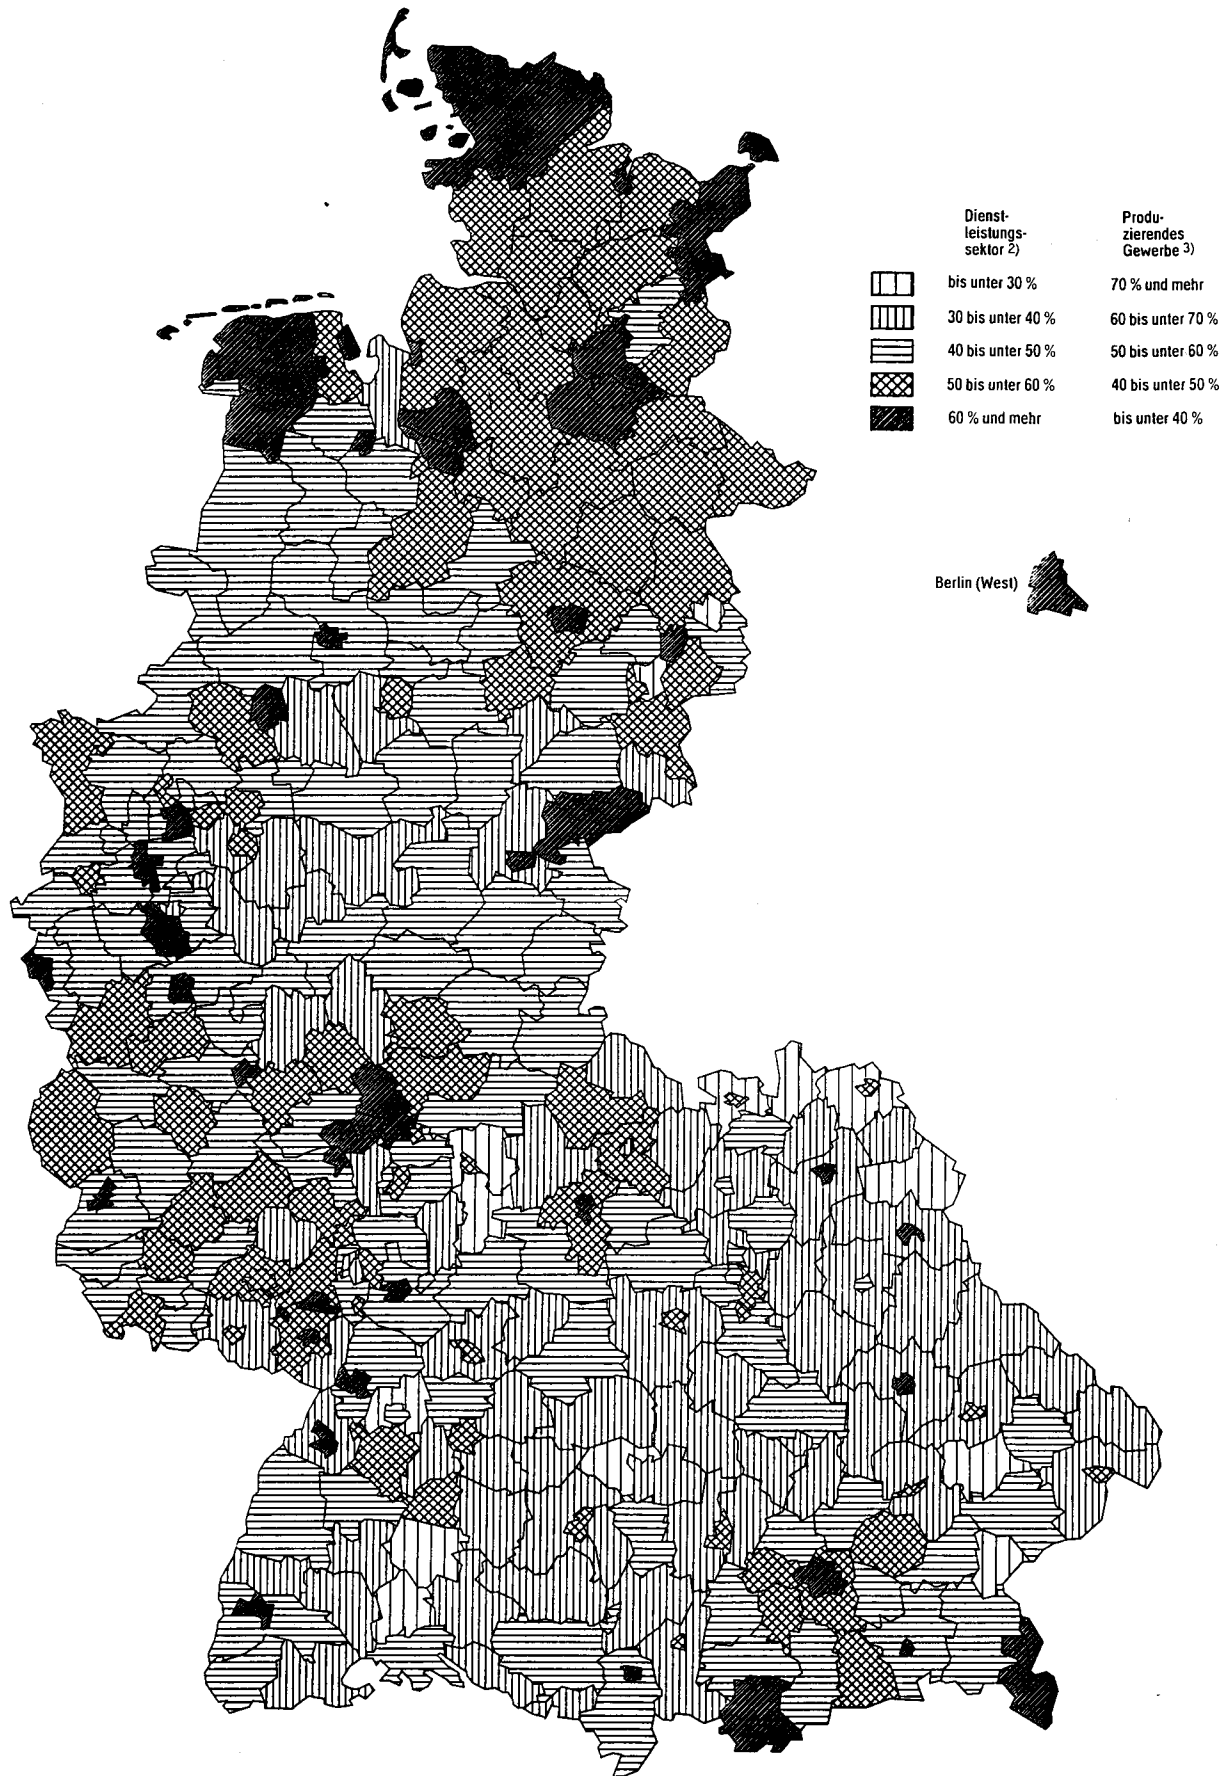 Dienst-
leistungs-
sektor 2)
Produ-
zierendes
Gewerbe 3)
bis unter 30 % 70 % und mehr
30 bis unter 40 % 60 bis unter 70 %
40 bis unter 50 % 50 bis unter 60 %
50 bis unter 60 % 40 bis unter 50 %
60 % und mehr bis unter 40 %
Berlin (West)